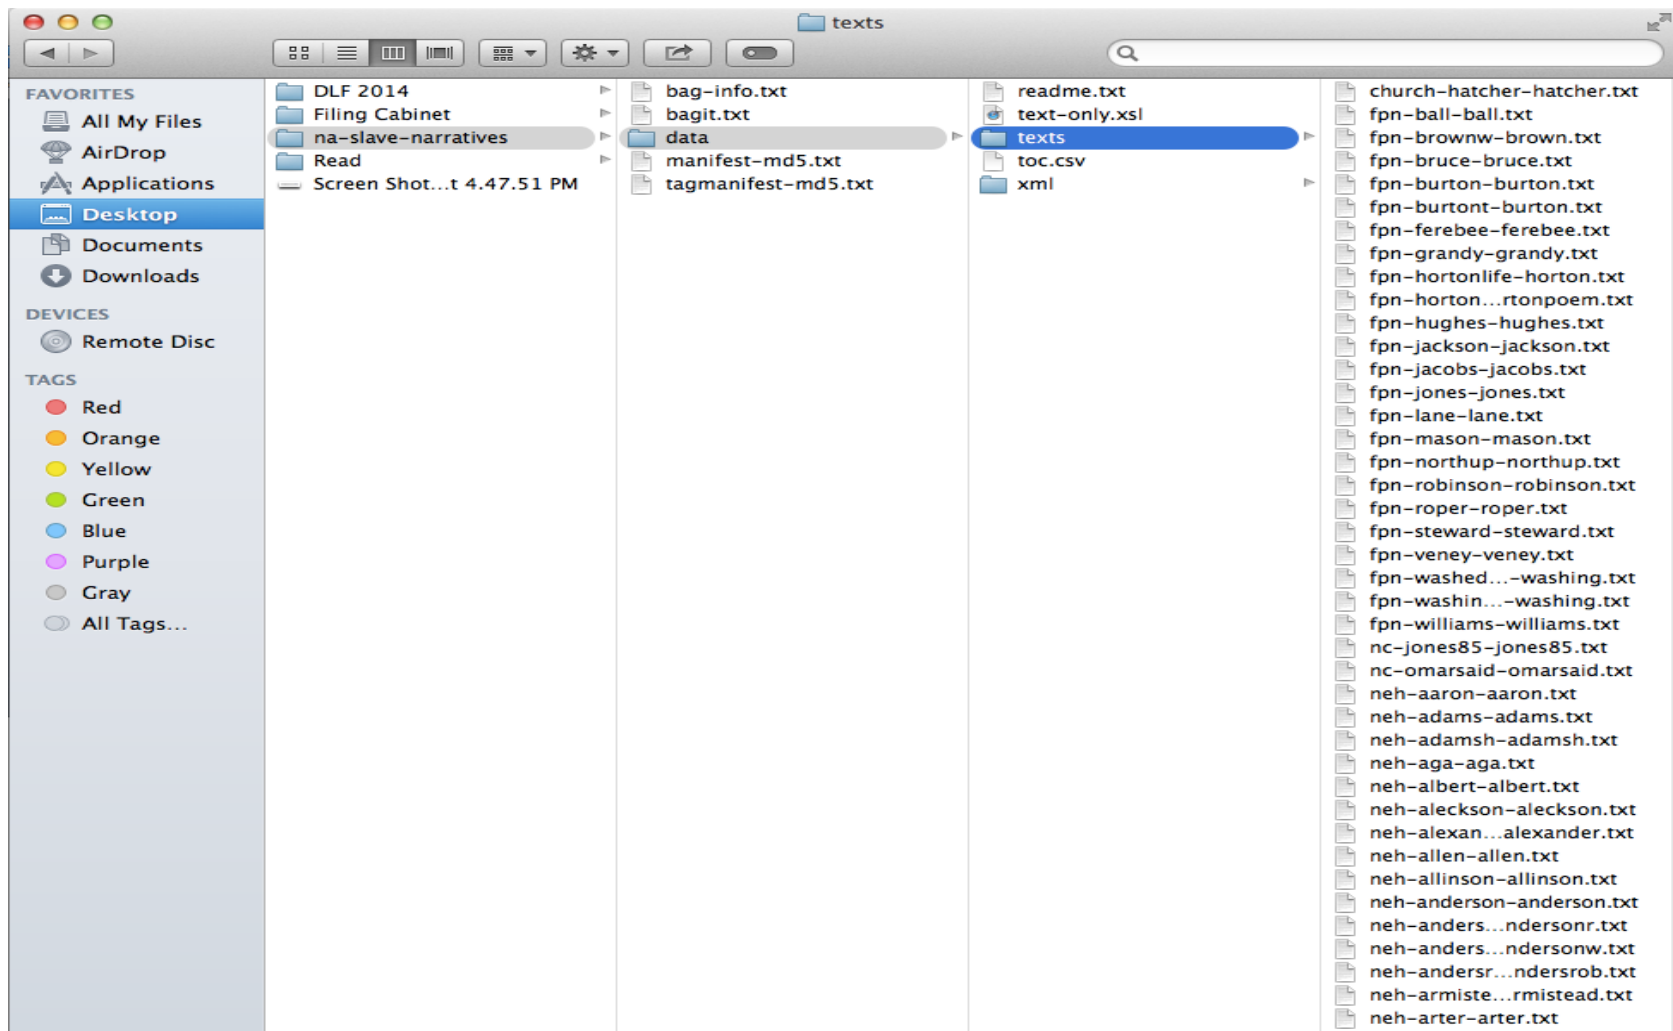 texts
FAVORITES
All My Files
AirDrop
Applications
Desktop
Documents
Downloads
DEVICES
Remote Disc
TAGS
Red
Orange
Yellow
Green
Blue
Purple
Gray
All Tags...
DLF 2014
Filing Cabinet
na-slave-narratives
Read
Screen Shot...t 4.47.51 PM
bag-info.txt
bagit.txt
data
manifest-md5.txt
tagmanifest-md5.txt
readme.txt
text-only.xsl
texts
toc.csv
xml
church-hatcher-hatcher.txt
fpn-ball-ball.txt
fpn-brownw-brown.txt
fpn-bruce-bruce.txt
fpn-burton-burton.txt
fpn-burtont-burton.txt
fpn-ferebee-ferebee.txt
fpn-grandy-grandy.txt
fpn-hortonlife-horton.txt
fpn-horton...rtonpoem.txt
fpn-hughes-hughes.txt
fpn-jackson-jackson.txt
fpn-jacobs-jacobs.txt
fpn-jones-jones.txt
fpn-lane-lane.txt
fpn-mason-mason.txt
fpn-northup-northup.txt
fpn-robinson-robinson.txt
fpn-roper-roper.txt
fpn-steward-steward.txt
fpn-veney-veney.txt
fpn-washed...-washing.txt
fpn-washin...-washing.txt
fpn-williams-williams.txt
nc-jones85-jones85.txt
nc-omarsaid-omarsaid.txt
neh-aaron-aaron.txt
neh-adams-adams.txt
neh-adamsh-adamsh.txt
neh-aga-aga.txt
neh-albert-albert.txt
neh-aleckson-aleckson.txt
neh-alexan...alexander.txt
neh-allen-allen.txt
neh-allinson-allinson.txt
neh-anderson-anderson.txt
neh-anders...ndersonr.txt
neh-anders...ndersonw.txt
neh-andersr...ndersrob.txt
neh-armiste...rmistead.txt
neh-arter-arter.txt